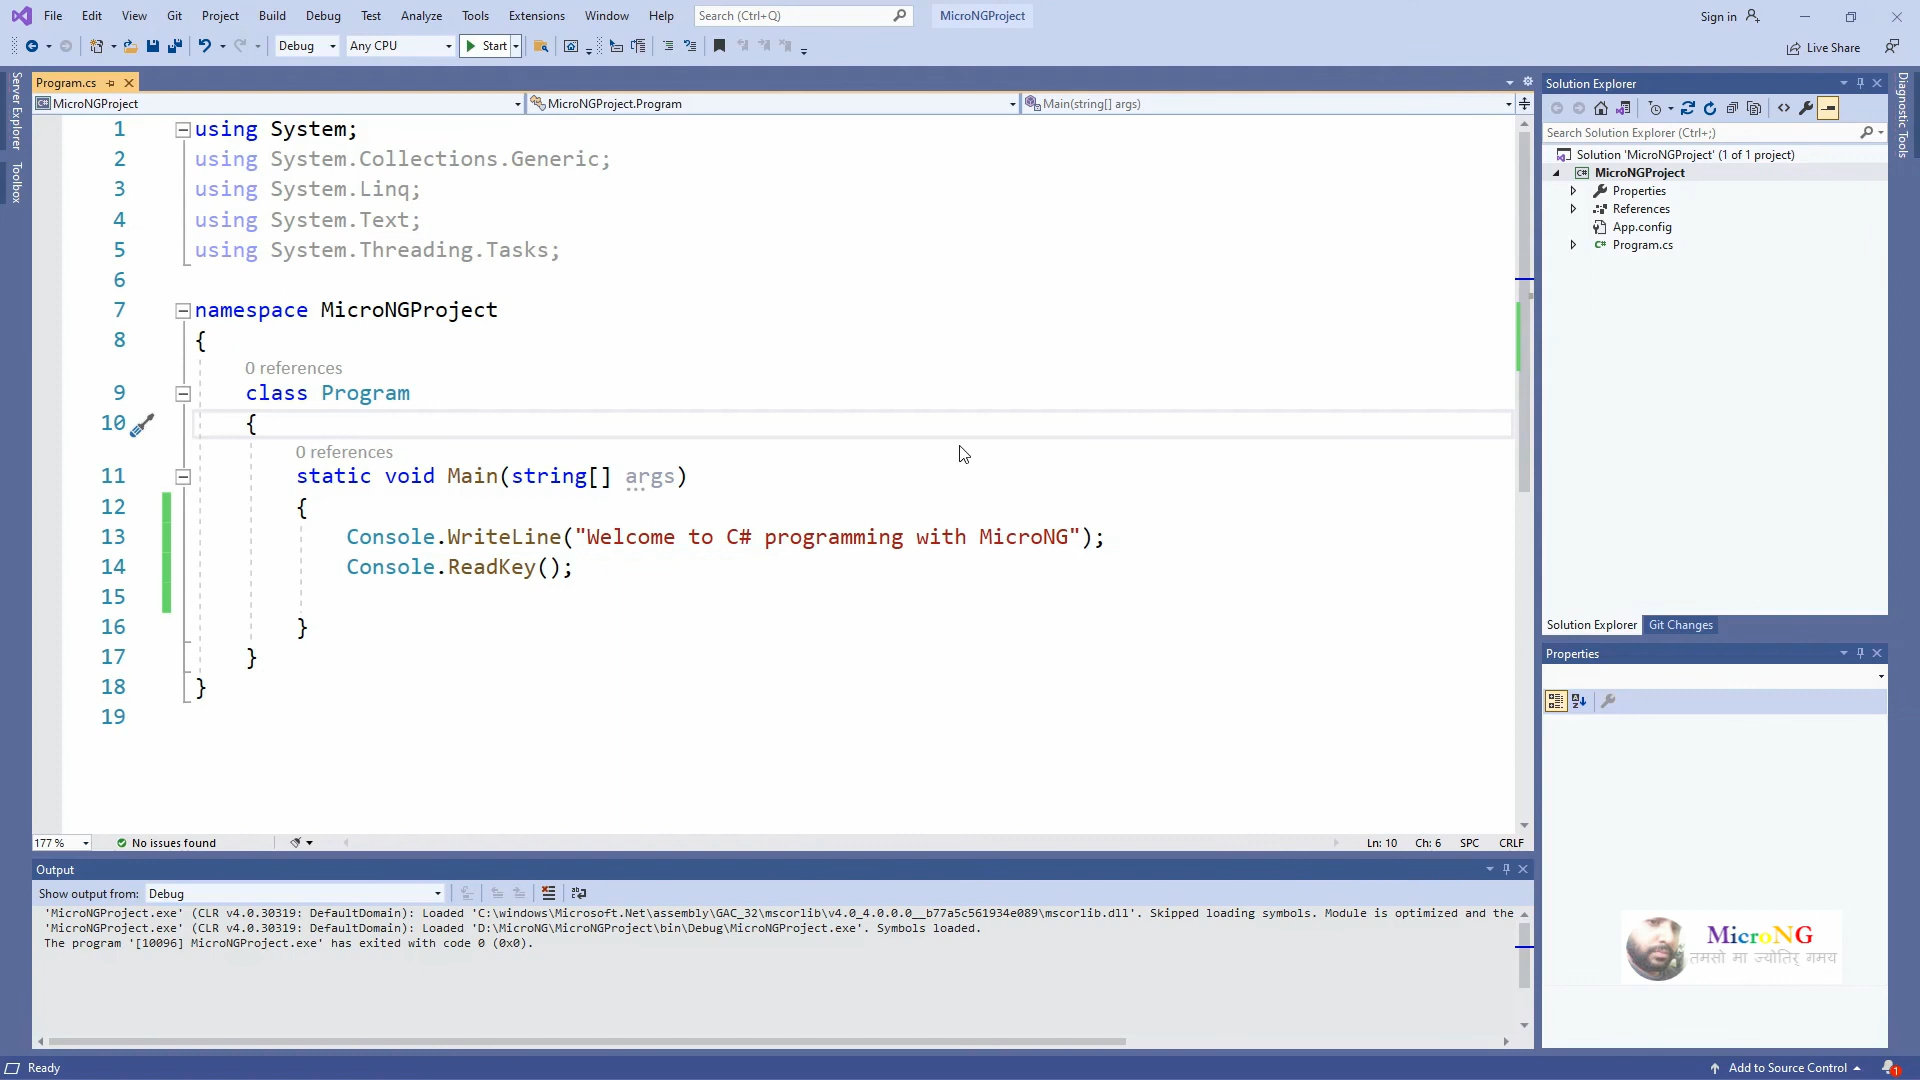 File Edit View Git Project Build Debug Test Analyze Tools Extensions Window Help Search (Ctrl+Q) MicroNGProject Sign in
Debug Any CPU Start Live Share
Server Explorer
Toolbox
Program.cs
MicroNGProject MicroNGProject.Program Main(string[] args)
1 using System;
2 using System.Collections.Generic;
3 using System.Linq;
4 using System.Text;
5 using System.Threading.Tasks;
6
7 namespace MicroNGProject
8 {
0 references
9 class Program
10 {
0 references
11 static void Main(string[] args)
12 {
13 Console.WriteLine("Welcome to C# programming with MicroNG");
14 Console.ReadKey();
15
16 }
17 }
18 }
19
177 % No issues found Ln: 10 Ch: 6 SPC CRLF
Output
Show output from: Debug
'MicroNGProject.exe' (CLR v4.0.30319: DefaultDomain): Loaded 'C:\windows\Microsoft.Net\assembly\GAC_32\mscorlib\v4.0_4.0.0.0__b77a5c561934e089\mscorlib.dll'. Skipped loading symbols. Module is optimized and the
'MicroNGProject.exe' (CLR v4.0.30319: DefaultDomain): Loaded 'D:\MicroNG\MicroNGProject\bin\Debug\MicroNGProject.exe'. Symbols loaded.
The program '[10096] MicroNGProject.exe' has exited with code 0 (0x0).
Solution Explorer
Search Solution Explorer (Ctrl+;)
Solution 'MicroNGProject' (1 of 1 project)
MicroNGProject
Properties
References
App.config
C# Program.cs
Solution Explorer Git Changes
Properties
Diagnostic Tools
MicroNG
तमसो मा ज्योतिर् गमय
Ready Add to Source Control 1